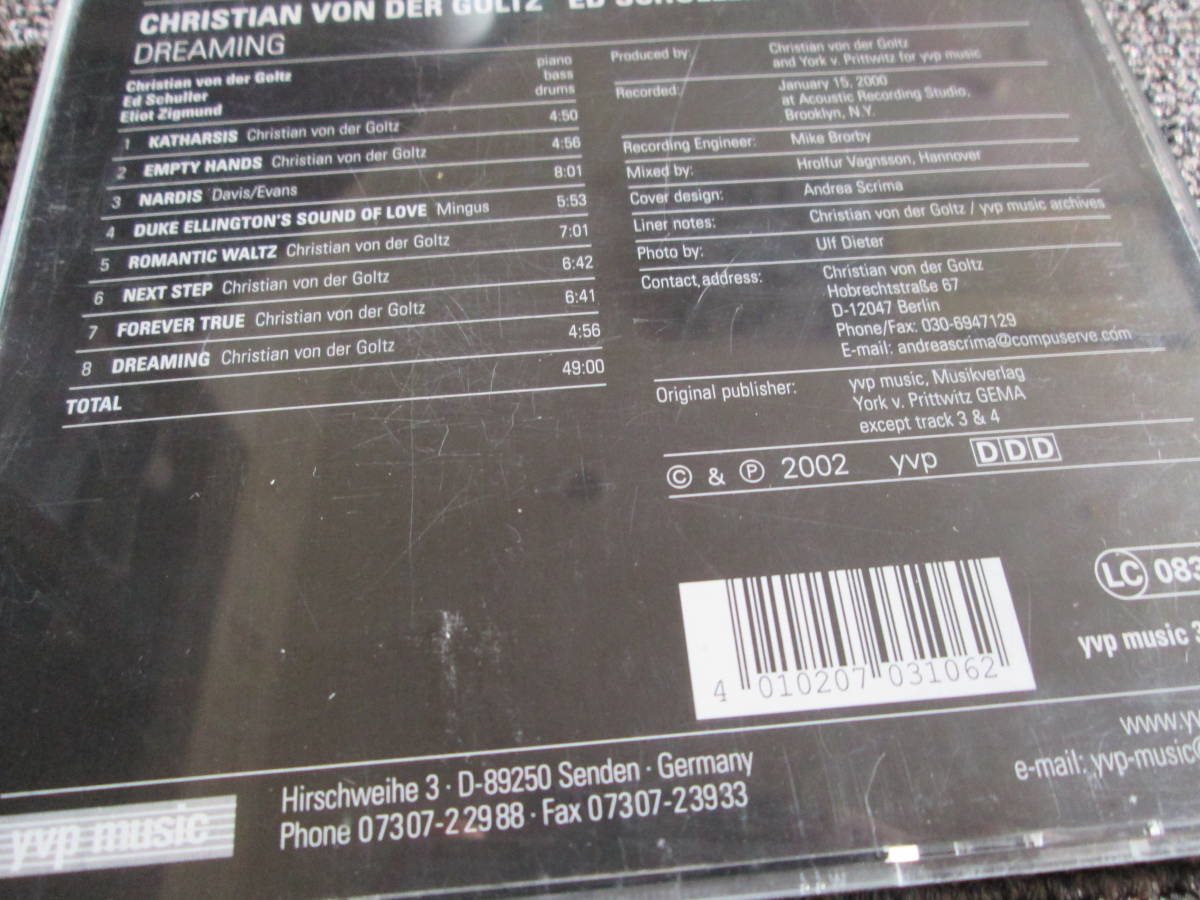 CHRISTIAN VON DER GOLTZ ED
DREAMING
Christian von der Goltz piano
Ed Schuller bass
Eliot Zigmund drums
1 KATHARSIS Christian von der Goltz 4:50
2 EMPTY HANDS Christian von der Goltz 4:56
3 NARDIS Davis/Evans 8:01
4 DUKE ELLINGTON'S SOUND OF LOVE Mingus 5:53
5 ROMANTIC WALTZ Christian von der Goltz 7:01
6 NEXT STEP Christian von der Goltz 6:42
7 FOREVER TRUE Christian von der Goltz 6:41
8 DREAMING Christian von der Goltz 4:56
TOTAL 49:00
Produced by: Christian von der Goltz
and York v. Prittwitz for yvp music
Recorded: January 15, 2000
at Acoustic Recording Studio,
Brooklyn, N.Y.
Recording Engineer: Mike Brorby
Mixed by: Hrolfur Vagnsson, Hannover
Cover design: Andrea Scrima
Liner notes: Christian von der Goltz / yvp music archives
Photo by: Ulf Dieter
Contact address: Christian von der Goltz
Hobrechtstraße 67
D-12047 Berlin
Phone/Fax: 030-6947129
E-mail: andreascrima@compuserve.com
Original publisher: yvp music, Musikverlag
York v. Prittwitz GEMA
except track 3 & 4
© & ℗ 2002 yvp DDD
4 010207 031062
LC 083
yvp music 3
www.y
e-mail: yvp-music@
yvp music
Hirschweihe 3 · D-89250 Senden · Germany
Phone 07307-22988 · Fax 07307-23933